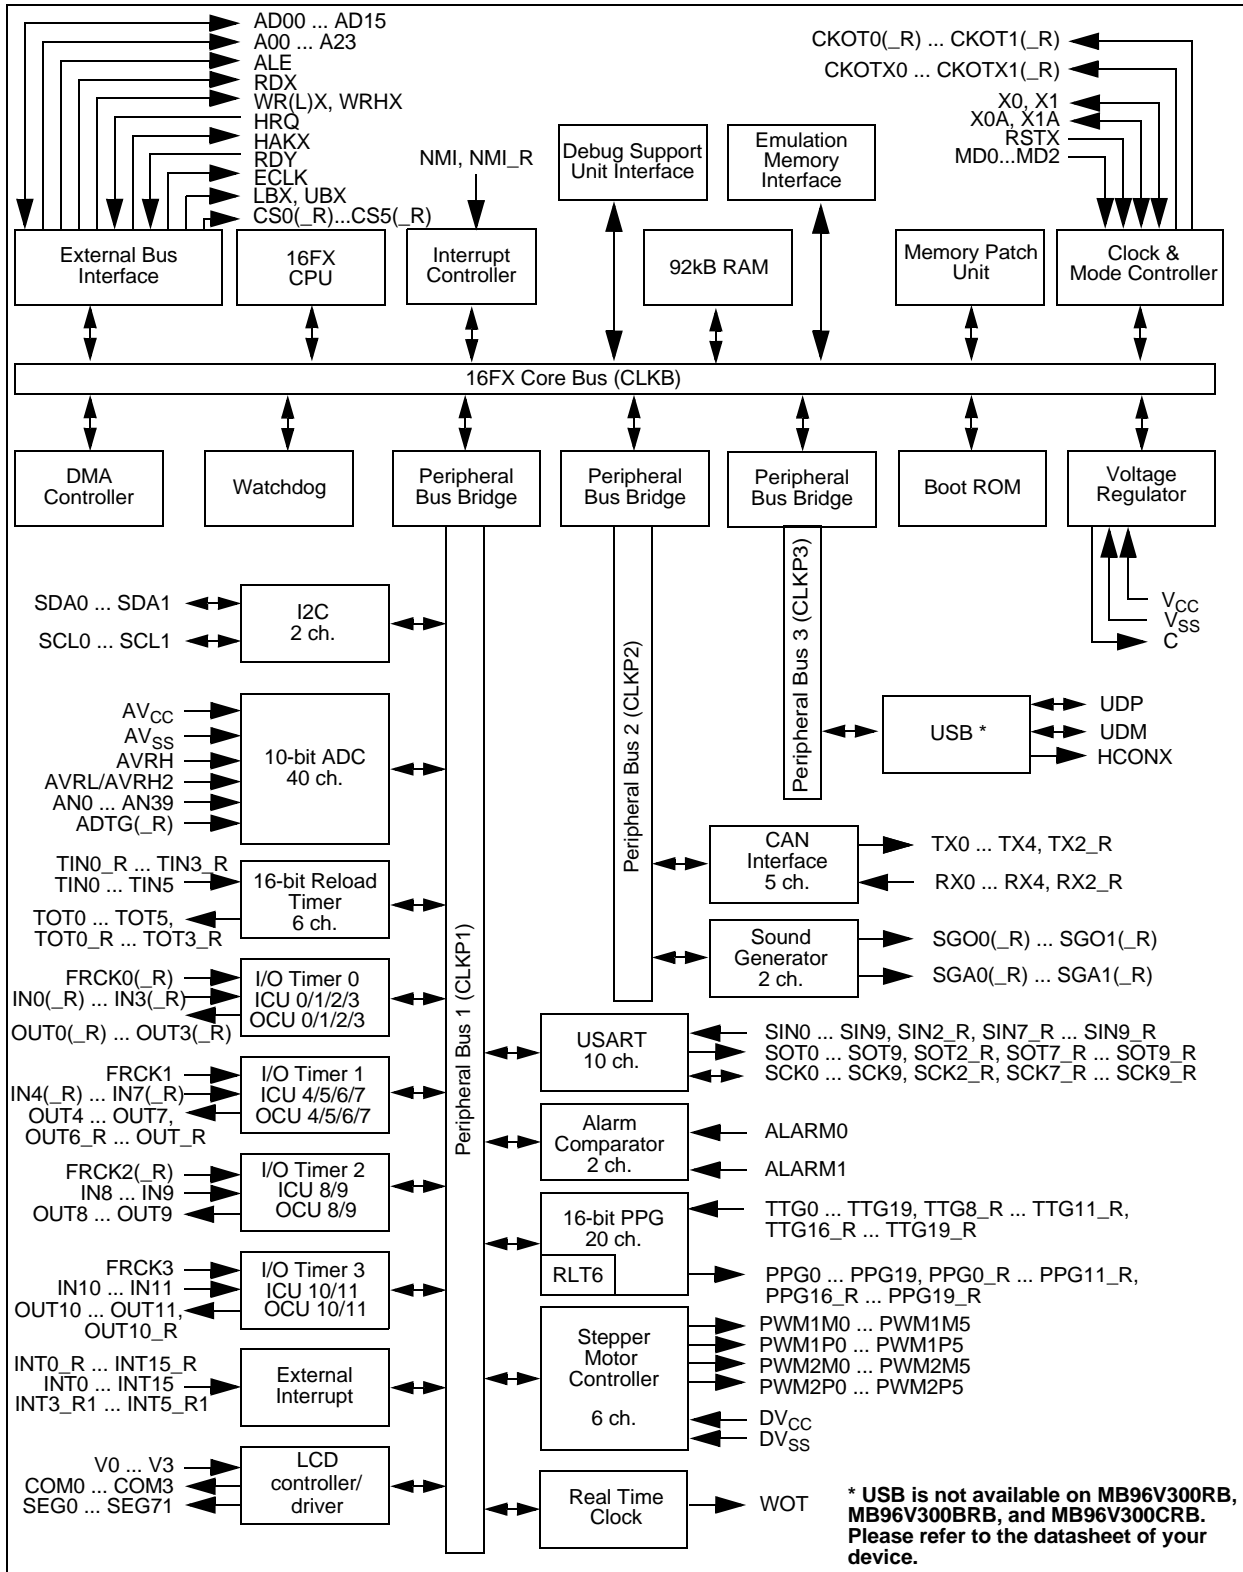 AD00 ... AD15
A00 ... A23
ALE
RDX
WR(L)X, WRHX
HRQ
HAKX
RDY
ECLK
LBX, UBX
CS0(_R)...CS5(_R)
NMI, NMI_R
CKOT0(_R) ... CKOT1(_R)
CKOTX0 ... CKOTX1(_R)
X0, X1
X0A, X1A
RSTX
MD0...MD2
Debug Support
Unit Interface
Emulation
Memory
Interface
External Bus
Interface
16FX
CPU
Interrupt
Controller
92kB RAM
Memory Patch
Unit
Clock &
Mode Controller
16FX Core Bus (CLKB)
DMA
Controller
Watchdog
Peripheral
Bus Bridge
Peripheral
Bus Bridge
Peripheral
Bus Bridge
Boot ROM
Voltage
Regulator
VCC
VSS
C
Peripheral Bus 1 (CLKP1)
Peripheral Bus 2 (CLKP2)
Peripheral Bus 3 (CLKP3)
SDA0 ... SDA1
SCL0 ... SCL1
I2C
2 ch.
AVCC
AVSS
AVRH
AVRL/AVRH2
AN0 ... AN39
ADTG(_R)
10-bit ADC
40 ch.
TIN0_R ... TIN3_R
TIN0 ... TIN5
TOT0 ... TOT5,
TOT0_R ... TOT3_R
16-bit Reload
Timer
6 ch.
FRCK0(_R)
IN0(_R) ... IN3(_R)
OUT0(_R) ... OUT3(_R)
I/O Timer 0
ICU 0/1/2/3
OCU 0/1/2/3
FRCK1
IN4(_R) ... IN7(_R)
OUT4 ... OUT7,
OUT6_R ... OUT_R
I/O Timer 1
ICU 4/5/6/7
OCU 4/5/6/7
FRCK2(_R)
IN8 ... IN9
OUT8 ... OUT9
I/O Timer 2
ICU 8/9
OCU 8/9
FRCK3
IN10 ... IN11
OUT10 ... OUT11,
OUT10_R
I/O Timer 3
ICU 10/11
OCU 10/11
INT0_R ... INT15_R
INT0 ... INT15
INT3_R1 ... INT5_R1
External
Interrupt
V0 ... V3
COM0 ... COM3
SEG0 ... SEG71
LCD
controller/
driver
USB *
UDP
UDM
HCONX
CAN
Interface
5 ch.
TX0 ... TX4, TX2_R
RX0 ... RX4, RX2_R
Sound
Generator
2 ch.
SGO0(_R) ... SGO1(_R)
SGA0(_R) ... SGA1(_R)
USART
10 ch.
SIN0 ... SIN9, SIN2_R, SIN7_R ... SIN9_R
SOT0 ... SOT9, SOT2_R, SOT7_R ... SOT9_R
SCK0 ... SCK9, SCK2_R, SCK7_R ... SCK9_R
Alarm
Comparator
2 ch.
ALARM0
ALARM1
16-bit PPG
20 ch.
RLT6
TTG0 ... TTG19, TTG8_R ... TTG11_R,
TTG16_R ... TTG19_R
PPG0 ... PPG19, PPG0_R ... PPG11_R,
PPG16_R ... PPG19_R
Stepper
Motor
Controller
6 ch.
PWM1M0 ... PWM1M5
PWM1P0 ... PWM1P5
PWM2M0 ... PWM2M5
PWM2P0 ... PWM2P5
DVCC
DVSS
Real Time
Clock
WOT
* USB is not available on MB96V300RB,
MB96V300BRB, and MB96V300CRB.
Please refer to the datasheet of your
device.